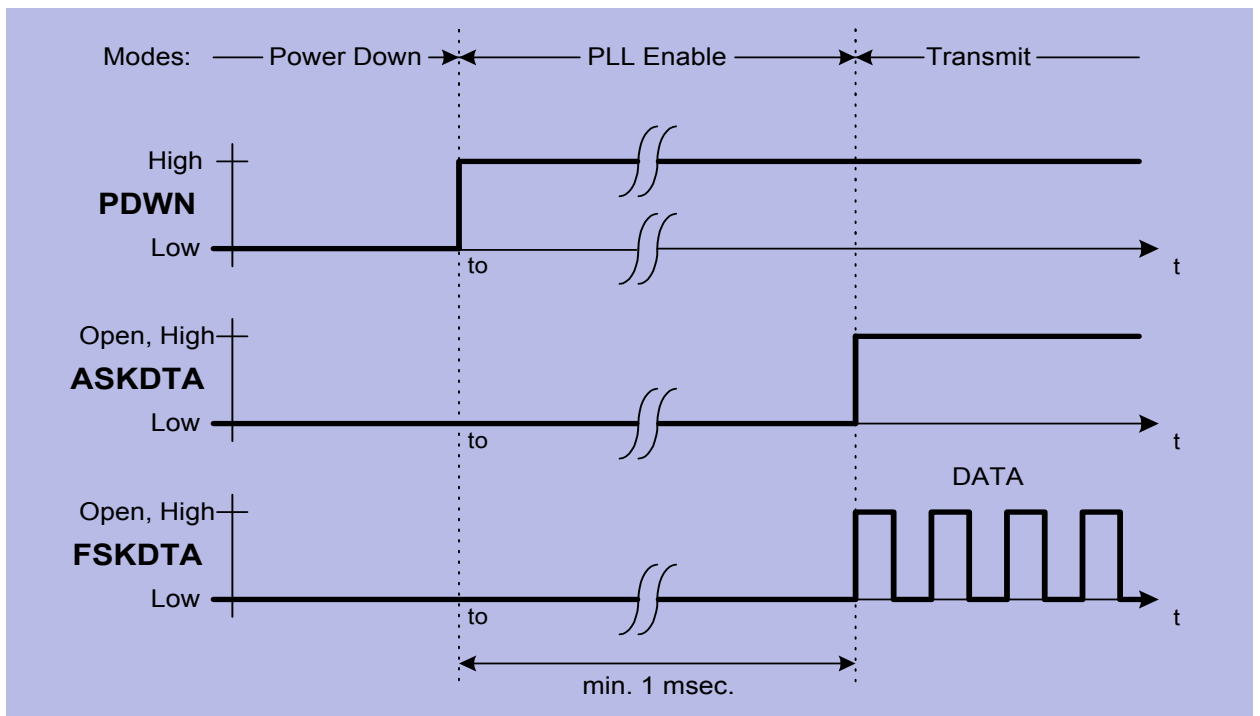 Modes: Power Down PLL Enable Transmit
High
PDWN
Low
to
t
Open, High
ASKDTA
Low
to
t
DATA
Open, High
FSKDTA
Low
to
t
min. 1 msec.